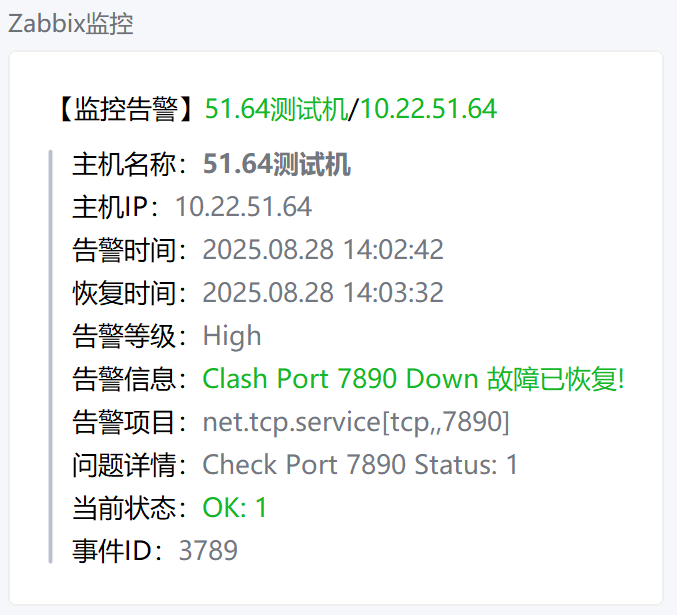 Zabbix监控
【监控告警】51.64测试机/10.22.51.64
主机名称：51.64测试机
主机IP：10.22.51.64
告警时间：2025.08.28 14:02:42
恢复时间：2025.08.28 14:03:32
告警等级：High
告警信息：Clash Port 7890 Down 故障已恢复!
告警项目：net.tcp.service[tcp,,7890]
问题详情：Check Port 7890 Status: 1
当前状态：OK: 1
事件ID：3789